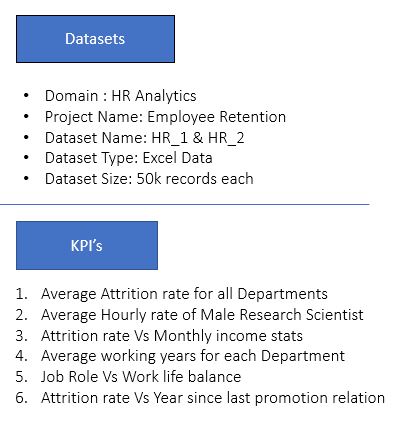 Datasets
• Domain : HR Analytics
• Project Name: Employee Retention
• Dataset Name: HR_1 & HR_2
• Dataset Type: Excel Data
• Dataset Size: 50k records each
KPI's
1. Average Attrition rate for all Departments
2. Average Hourly rate of Male Research Scientist
3. Attrition rate Vs Monthly income stats
4. Average working years for each Department
5. Job Role Vs Work life balance
6. Attrition rate Vs Year since last promotion relation